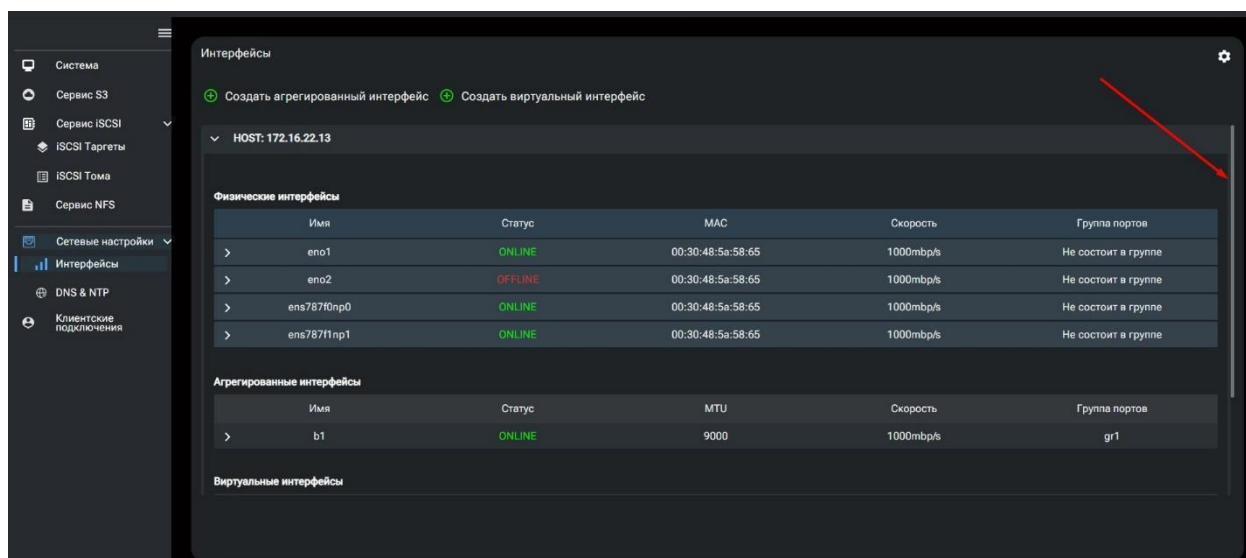 Система
Сервис S3
Сервис iSCSI
iSCSI Таргеты
iSCSI Тома
Сервис NFS
Сетевые настройки
Интерфейсы
DNS & NTP
Клиентские
подключения
Интерфейсы
Создать агрегированный интерфейс Создать виртуальный интерфейс
HOST: 172.16.22.13
Физические интерфейсы
Имя Статус MAC Скорость Группа портов
eno1 ONLINE 00:30:48:5a:58:65 1000mbp/s Не состоит в группе
eno2 OFFLINE 00:30:48:5a:58:65 1000mbp/s Не состоит в группе
ens787f0np0 ONLINE 00:30:48:5a:58:65 1000mbp/s Не состоит в группе
ens787f1np1 ONLINE 00:30:48:5a:58:65 1000mbp/s Не состоит в группе
Агрегированные интерфейсы
Имя Статус MTU Скорость Группа портов
b1 ONLINE 9000 1000mbp/s gr1
Виртуальные интерфейсы